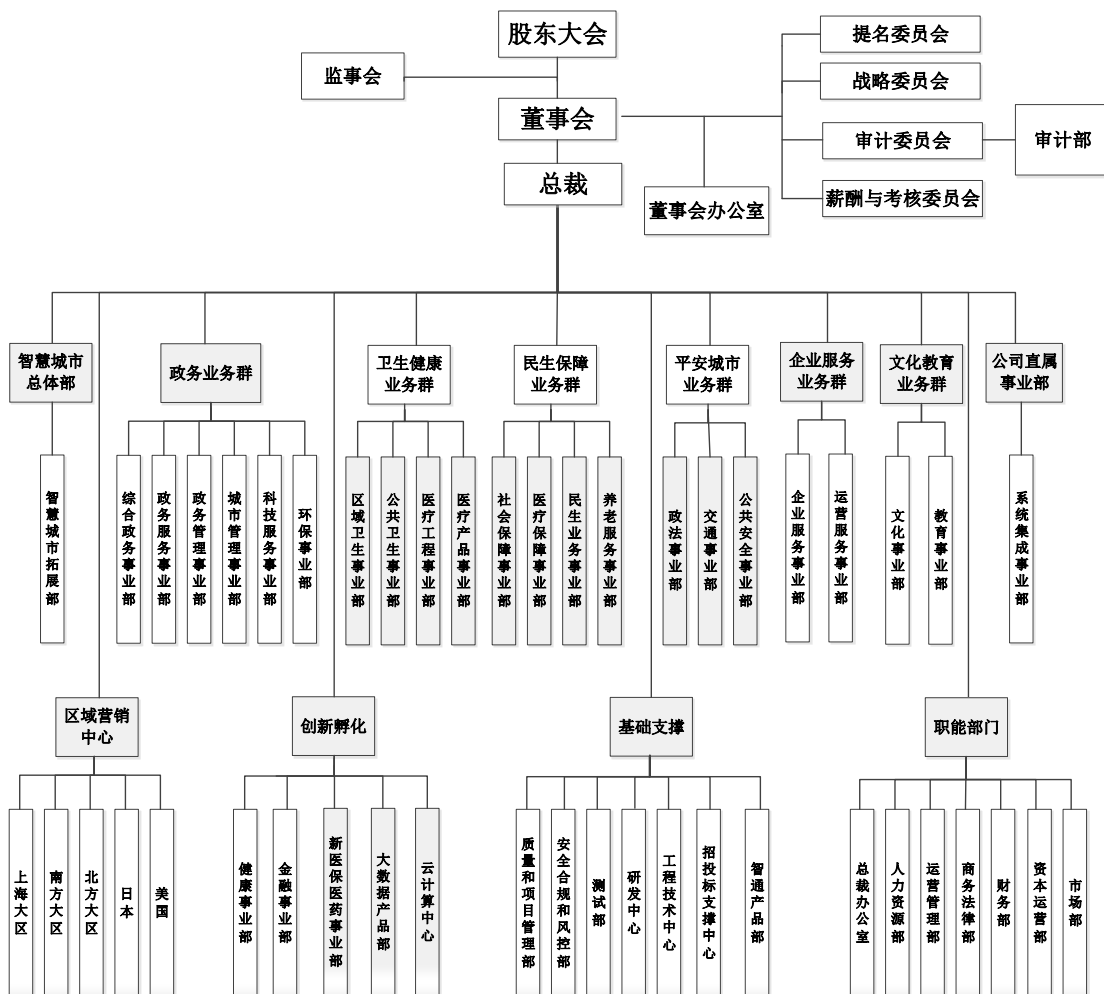 股东大会
提名委员会
监事会
战略委员会
董事会
审计委员会
审计部
总裁
董事会办公室
薪酬与考核委员会
智慧城市
总体部
政务业务群
卫生健康
业务群
民生保障
业务群
平安城市
业务群
企业服务
业务群
文化教育
业务群
公司直属
事业部
智慧城市拓展部
综合政务事业部
政务服务事业部
政务管理事业部
城市管理事业部
科技服务事业部
环保事业部
区域卫生事业部
公共卫生事业部
医疗工程事业部
医疗产品事业部
社会保障事业部
医疗保障事业部
民生业务事业部
养老服务事业部
政法事业部
交通事业部
公共安全事业部
企业服务事业部
运营服务事业部
文化事业部
教育事业部
系统集成事业部
区域营销
中心
创新孵化
基础支撑
职能部门
上海大区
南方大区
北方大区
日本
美国
健康事业部
金融事业部
新医保医药事业部
大数据产品部
云计算中心
质量和项目管理部
安全合规和风控部
测试部
研发中心
工程技术中心
招投标支撑中心
智通产品部
总裁办公室
人力资源部
运营管理部
商务法律部
财务部
资本运营部
市场部